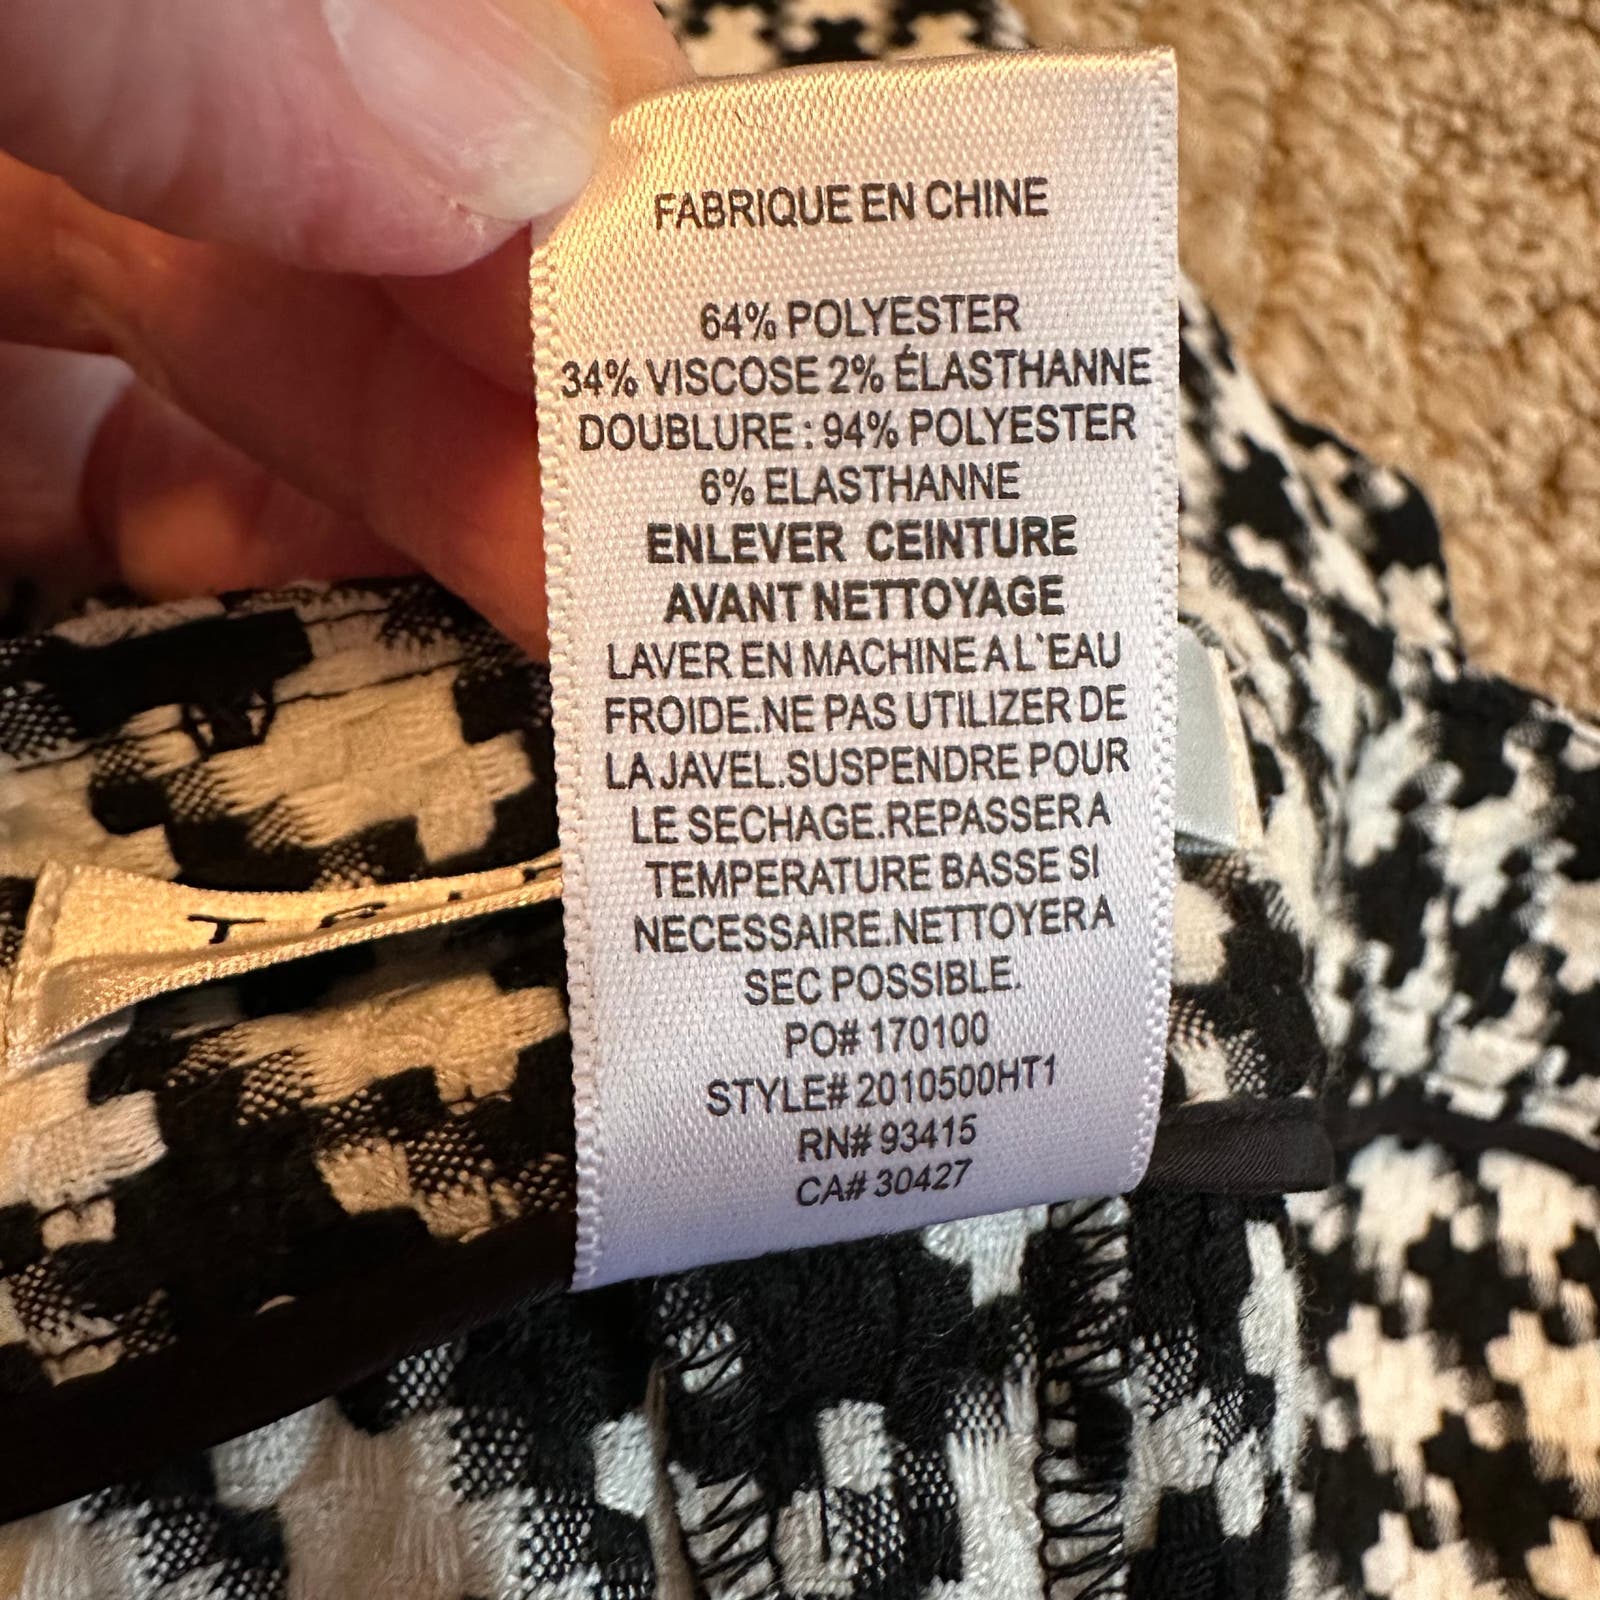 FABRIQUE EN CHINE
64% POLYESTER
34% VISCOSE 2% ÉLASTHANNE
DOUBLURE : 94% POLYESTER
6% ELASTHANNE
ENLEVER CEINTURE
AVANT NETTOYAGE
LAVER EN MACHINE A L'EAU
FROIDE.NE PAS UTILIZER DE
LA JAVEL.SUSPENDRE POUR
LE SECHAGE.REPASSER A
TEMPERATURE BASSE SI
NECESSAIRE.NETTOYER A
SEC POSSIBLE.
PO# 170100
STYLE# 2010500HT1
RN# 93415
CA# 30427